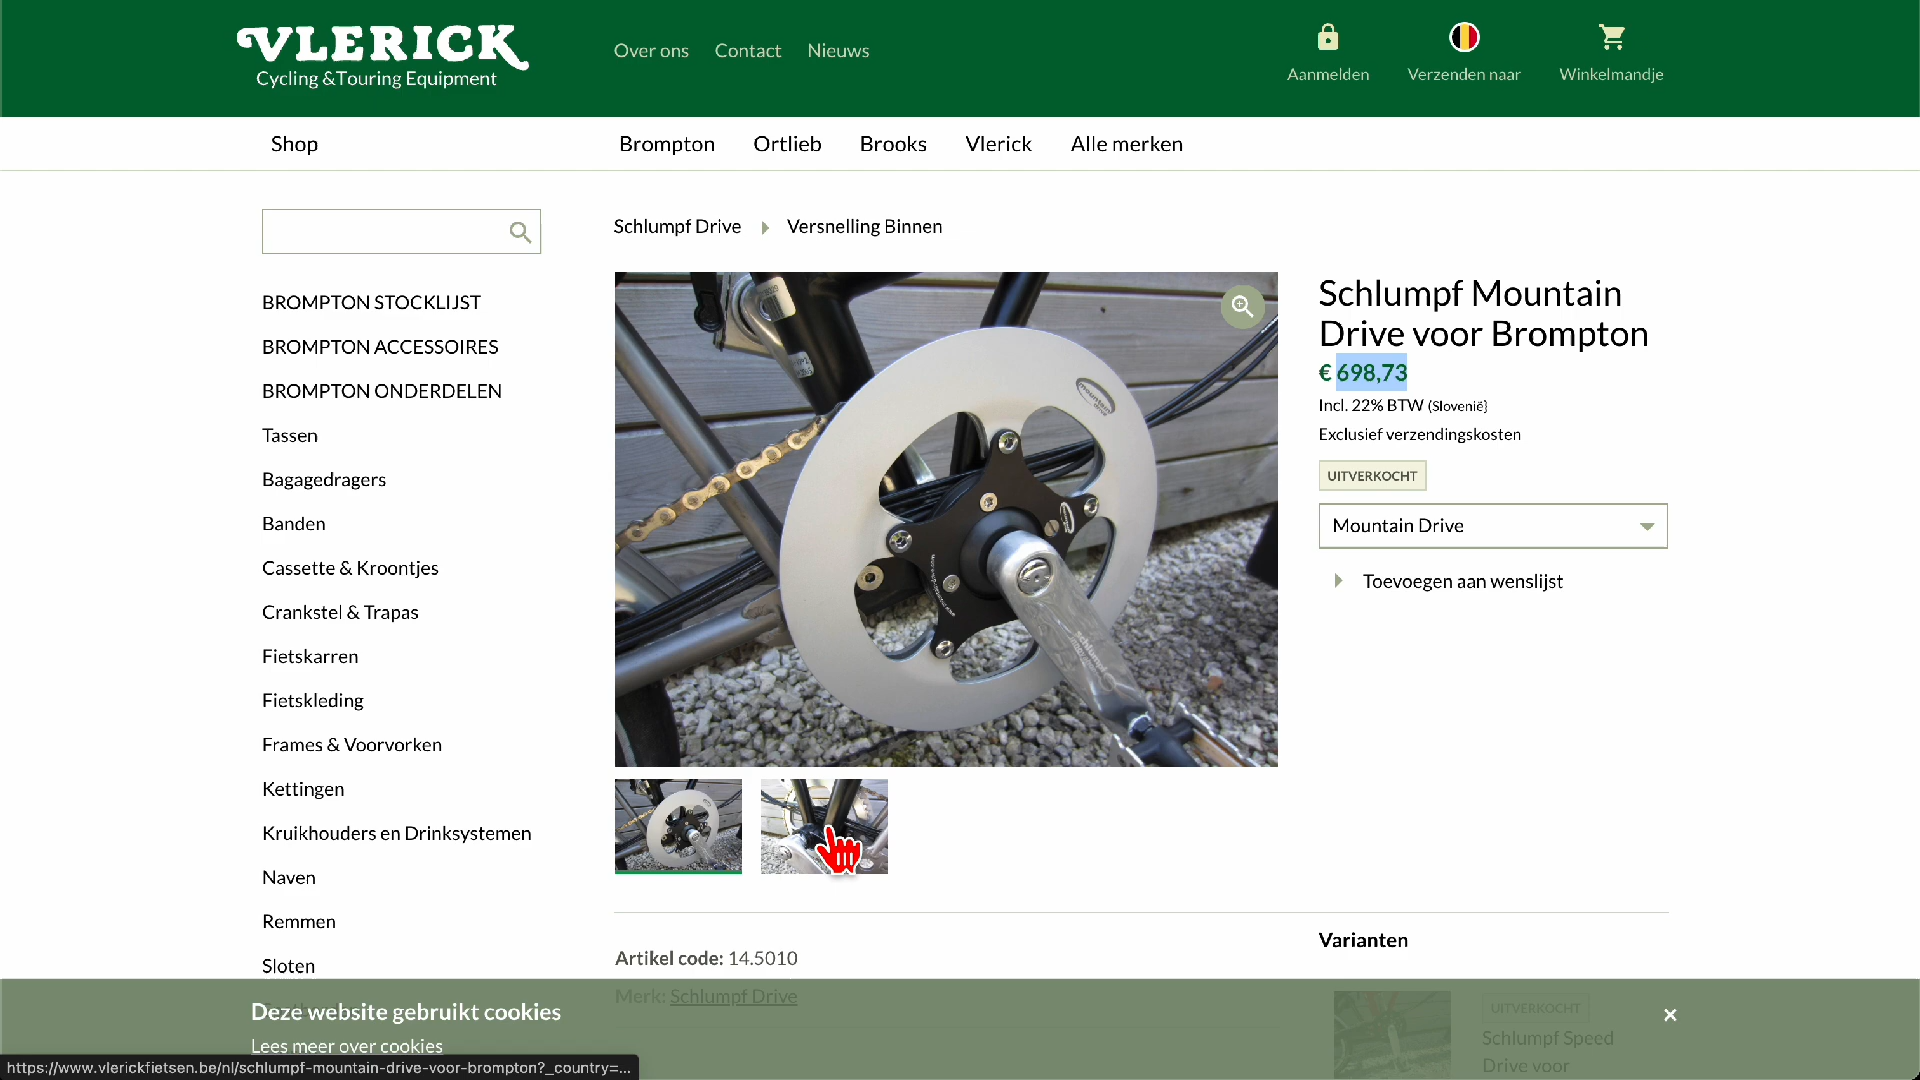 VLERICK
Cycling & Touring Equipment
Over ons
Contact
Nieuws
Aanmelden
Verzenden naar
Winkelmandje
Shop
Brompton
Ortlieb
Brooks
Vlerick
Alle merken
Schlumpf Drive
Versnelling Binnen
BROMPTON STOCKLIJST
BROMPTON ACCESSOIRES
BROMPTON ONDERDELEN
Tassen
Bagagedragers
Banden
Cassette & Kroontjes
Crankstel & Trapas
Fietskarren
Fietskleding
Frames & Voorvorken
Kettingen
Kruikhouders en Drinksystemen
Naven
Remmen
Sloten
mountain
drive
Schlumpf Mountain
Drive voor Brompton
€ 698,73
Incl. 22% BTW (Slovenië)
Exclusief verzendingskosten
UITVERKOCHT
Mountain Drive
Toevoegen aan wenslijst
Artikel code: 14.5010
Merk: Schlumpf Drive
Varianten
UITVERKOCHT
Schlumpf Speed
Drive voor
Deze website gebruikt cookies
Lees meer over cookies
https://www.vlerickfietsen.be/nl/schlumpf-mountain-drive-voor-brompton?_country=...